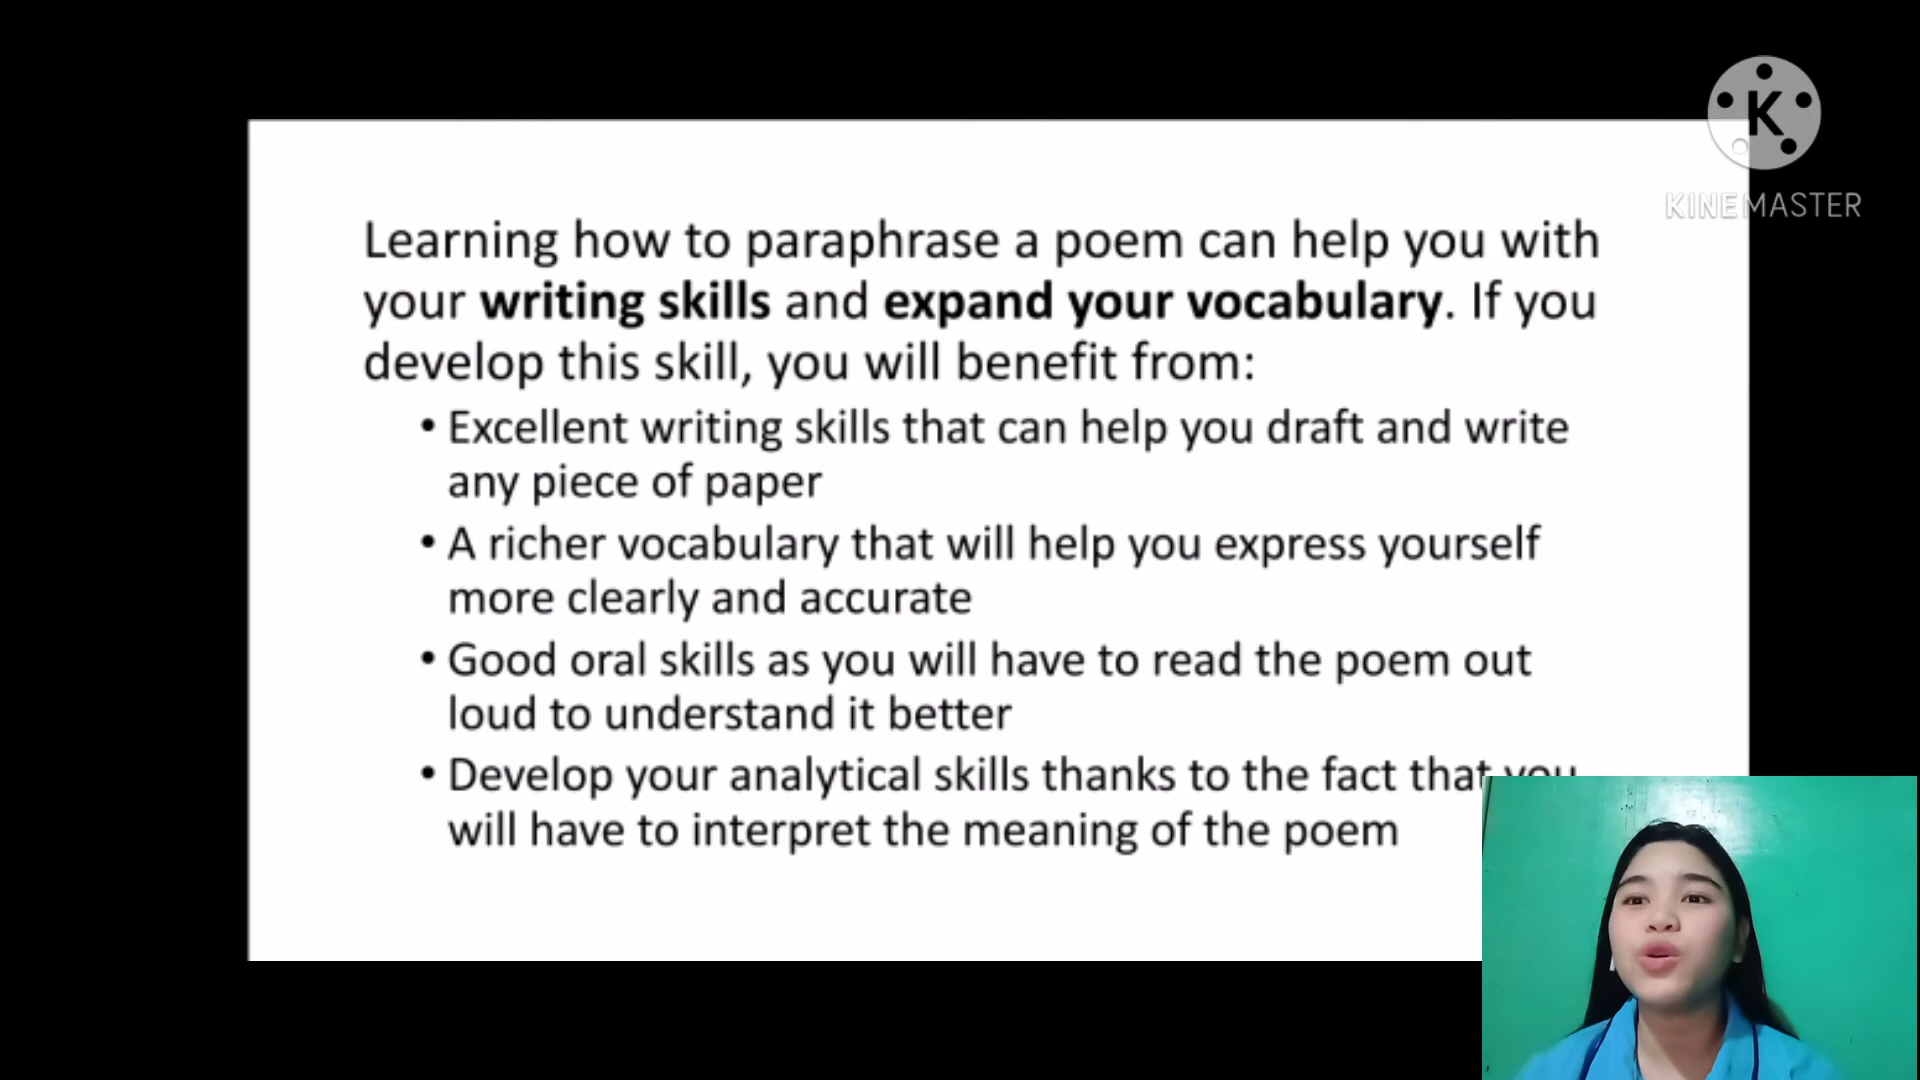 K
KINEMASTER
Learning how to paraphrase a poem can help you with
your writing skills and expand your vocabulary. If you
develop this skill, you will benefit from:
• Excellent writing skills that can help you draft and write
any piece of paper
• A richer vocabulary that will help you express yourself
more clearly and accurate
• Good oral skills as you will have to read the poem out
loud to understand it better
• Develop your analytical skills thanks to the fact that you
will have to interpret the meaning of the poem